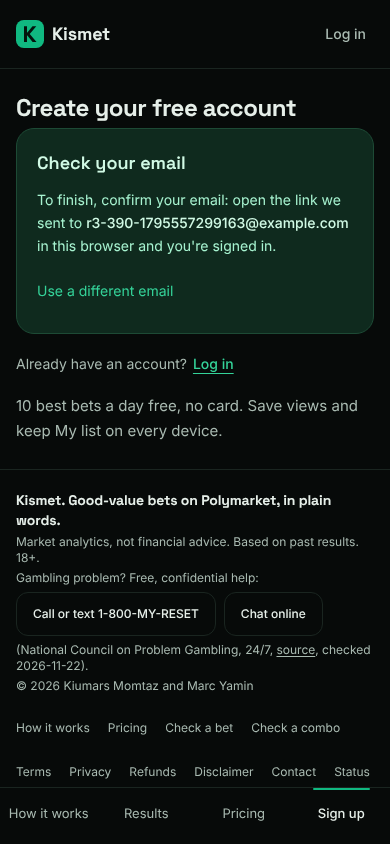 K Kismet
Log in
Create your free account
Check your email
To finish, confirm your email: open the link we
sent to r3-390-1795557299163@example.com
in this browser and you're signed in.
Use a different email
Already have an account? Log in
10 best bets a day free, no card. Save views and
keep My list on every device.
Kismet. Good-value bets on Polymarket, in plain
words.
Market analytics, not financial advice. Based on past results.
18+.
Gambling problem? Free, confidential help:
Call or text 1-800-MY-RESET
Chat online
(National Council on Problem Gambling, 24/7, source, checked
2026-11-22).
© 2026 Kiumars Momtaz and Marc Yamin
How it works Pricing Check a bet Check a combo
Terms Privacy Refunds Disclaimer Contact Status
How it works Results Pricing Sign up